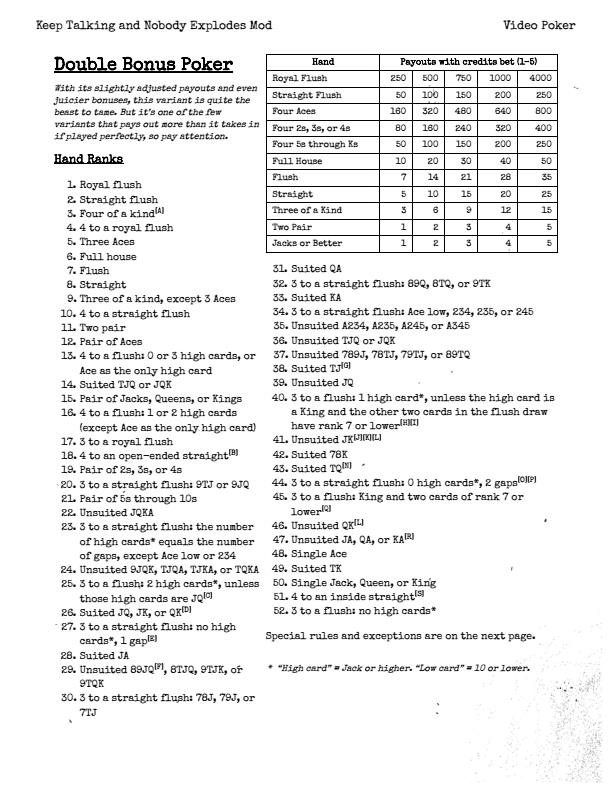 Keep Talking and Nobody Explodes Mod
Video Poker
Double Bonus Poker
With its slightly adjusted payouts and even
juicier bonuses, this variant is quite the
beast to tame. But it's one of the few
variants that pays out more than it takes in
if played perfectly, so pay attention.
Hand Ranks
1. Royal flush
2. Straight flush
3. Four of a kind[A]
4. 4 to a royal flush
5. Three Aces
6. Full house
7. Flush
8. Straight
9. Three of a kind, except 3 Aces
10. 4 to a straight flush
11. Two pair
12. Pair of Aces
13. 4 to a flush: 0 or 3 high cards, or
Ace as the only high card
14. Suited TJQ or JQK
15. Pair of Jacks, Queens, or Kings
16. 4 to a flush: 1 or 2 high cards
(except Ace as the only high card)
17. 3 to a royal flush
18. 4 to an open-ended straight[B]
19. Pair of 2s, 3s, or 4s
20. 3 to a straight flush: 9TJ or 9JQ
21. Pair of 5s through 10s
22. Unsuited JQKA
23. 3 to a straight flush: the number
of high cards* equals the number
of gaps, except Ace low or 234
24. Unsuited 9JQK, TJQA, TJKA, or TQKA
25. 3 to a flush: 2 high cards*, unless
those high cards are JQ[C]
26. Suited JQ, JK, or QK[D]
27. 3 to a straight flush: no high
cards*, 1 gap[E]
28. Suited JA
29. Unsuited 89JQ[F], 8TJQ, 9TJK, or
9TQK
30. 3 to a straight flush: 78J, 79J, or
7TJ
Hand Payouts with credits bet (1-5)
Royal Flush 250 500 750 1000 4000
Straight Flush 50 100 150 200 250
Four Aces 160 320 480 640 800
Four 2s, 3s, or 4s 80 160 240 320 400
Four 5s through Ks 50 100 150 200 250
Full House 10 20 30 40 50
Flush 7 14 21 28 35
Straight 5 10 15 20 25
Three of a Kind 3 6 9 12 15
Two Pair 1 2 3 4 5
Jacks or Better 1 2 3 4 5
31. Suited QA
32. 3 to a straight flush: 89Q, 8TQ, or 9TK
33. Suited KA
34. 3 to a straight flush: Ace low, 234, 235, or 245
35. Unsuited A234, A235, A245, or A345
36. Unsuited TJQ or JQK
37. Unsuited 789J, 78TJ, 79TJ, or 89TQ
38. Suited TJ[G]
39. Unsuited JQ
40. 3 to a flush: 1 high card*, unless the high card is
a King and the other two cards in the flush draw
have rank 7 or lower[H][I]
41. Unsuited JK[J][K][L]
42. Suited 78K
43. Suited TQ[N]
44. 3 to a straight flush: 0 high cards*, 2 gaps[O][P]
45. 3 to a flush: King and two cards of rank 7 or
lower[Q]
46. Unsuited QK[L]
47. Unsuited JA, QA, or KA[R]
48. Single Ace
49. Suited TK
50. Single Jack, Queen, or King
51. 4 to an inside straight[S]
52. 3 to a flush: no high cards*
Special rules and exceptions are on the next page.
* "High card" = Jack or higher. "Low card" = 10 or lower.